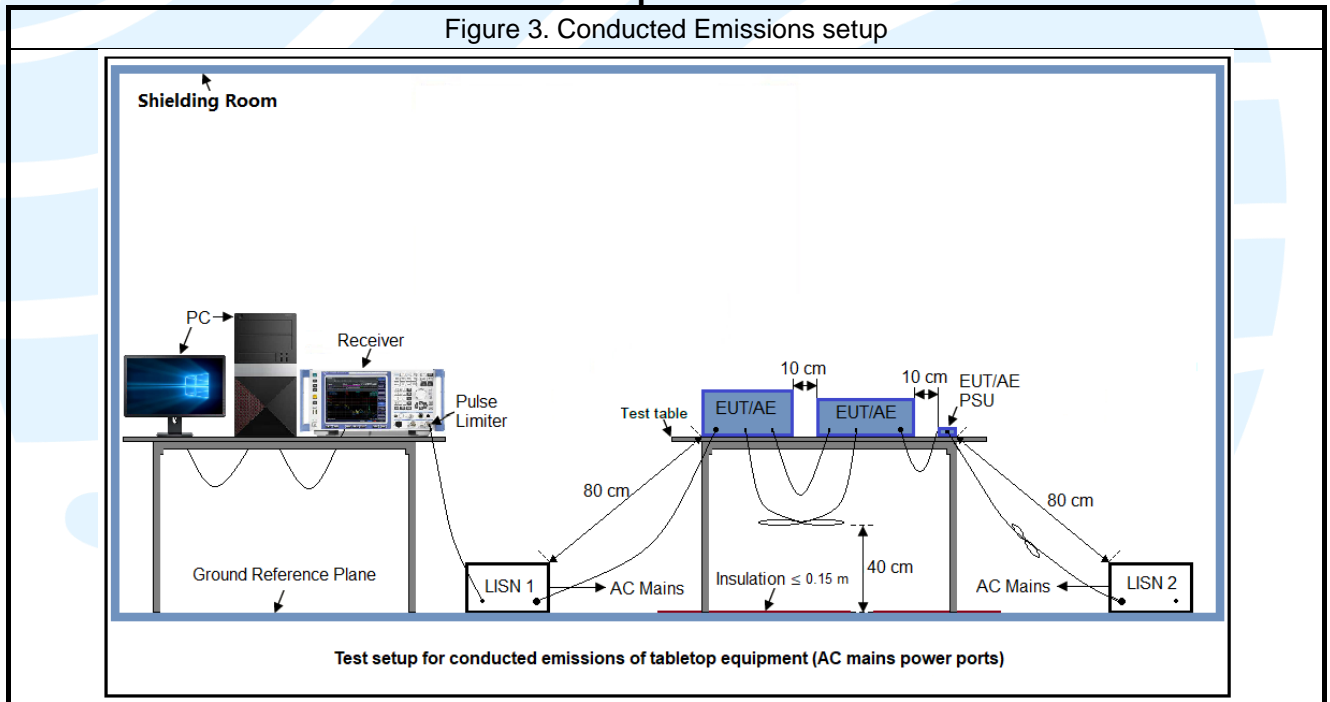 Figure 3. Conducted Emissions setup
Shielding Room
PC
Receiver
Pulse
Limiter
10 cm
10 cm
EUT/AE
PSU
Test table
EUT/AE
EUT/AE
80 cm
80 cm
Ground Reference Plane
LISN 1
AC Mains
Insulation ≤ 0.15 m
40 cm
AC Mains
LISN 2
Test setup for conducted emissions of tabletop equipment (AC mains power ports)